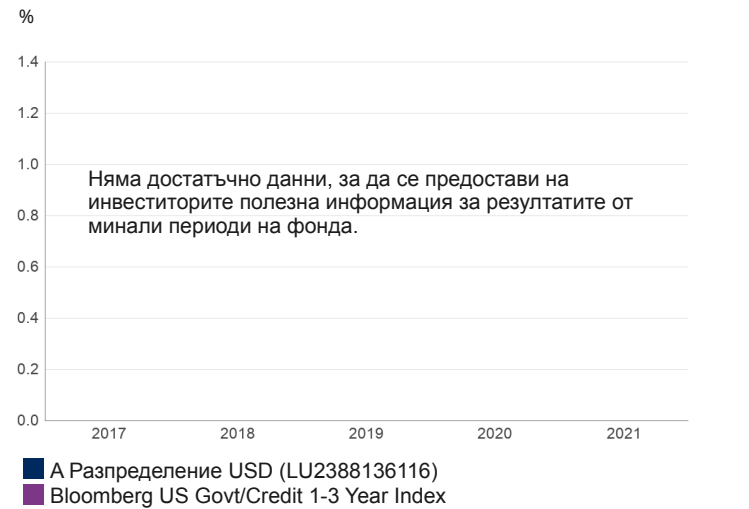 %
1.4
1.2
1.0
Няма достатъчно данни, за да се предостави на
инвеститорите полезна информация за резултатите от
0.8
минали периоди на фонда.
0.6
0.4
0.2
0.0
2017 2018 2019 2020 2021
А Разпределение USD (LU2388136116)
Bloomberg US Govt/Credit 1-3 Year Index